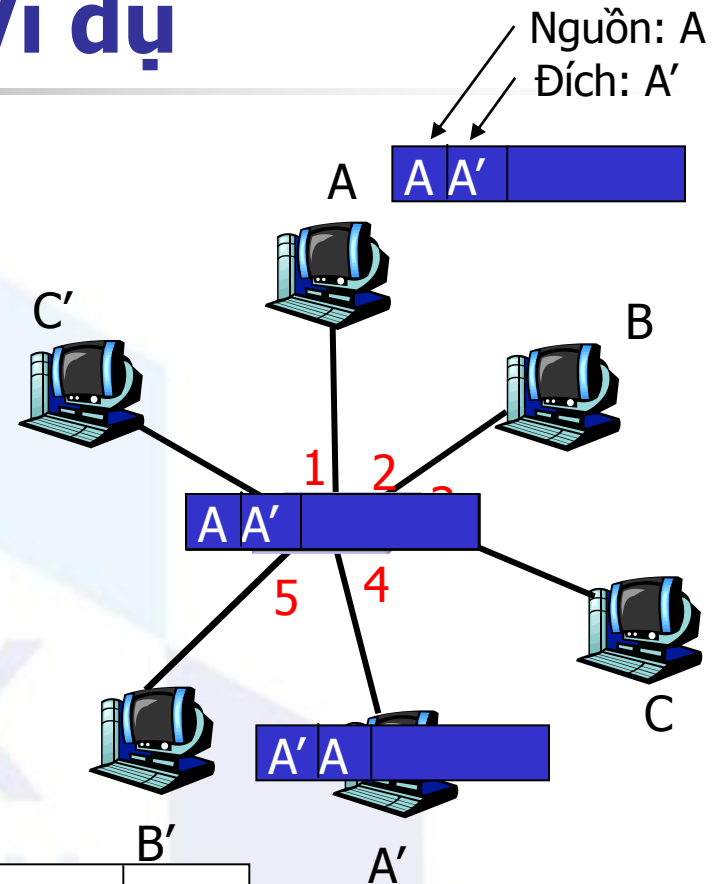 Ví dụ
Nguồn: A
Đích: A′
A
A A′
C′
B
1 2
A A′
5 4
C
A′ A
B′
A′